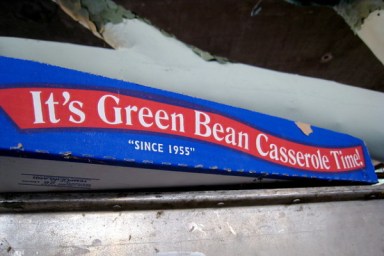 It's Green Bean Casserole Time!
"SINCE 1955"